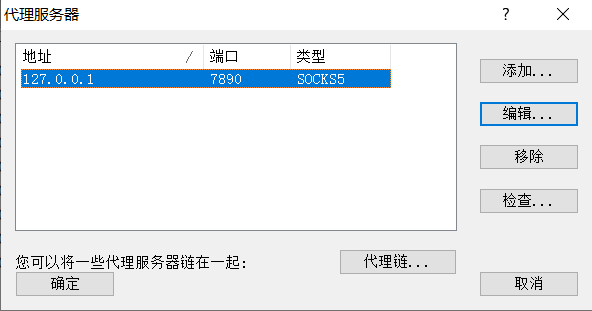 代理服务器
地址 / 端口 类型
127.0.0.1 7890 SOCKS5
添加...
编辑...
移除
检查...
您可以将一些代理服务器链在一起:
代理链...
确定
取消